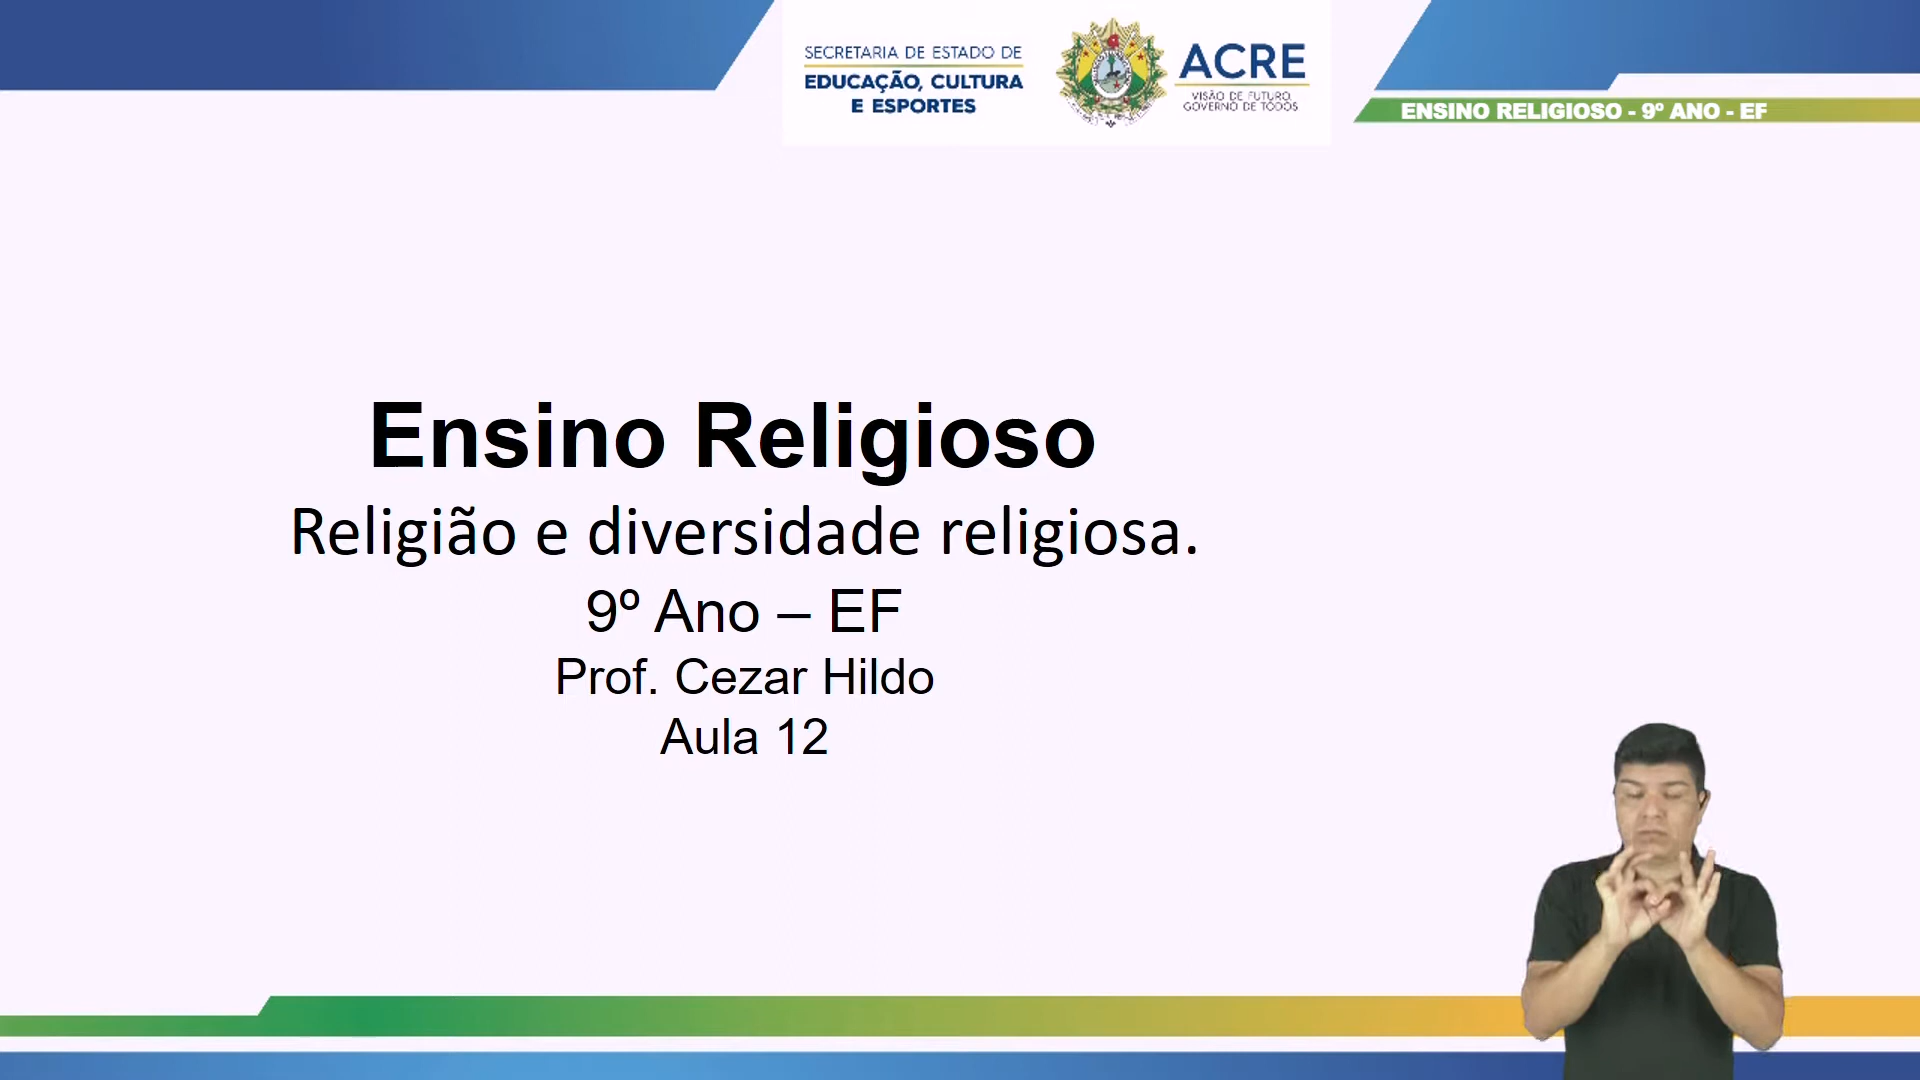 SECRETARIA DE ESTADO DE
EDUCAÇÃO, CULTURA
E ESPORTES
ACRE
VISÃO DE FUTURO,
GOVERNO DE TODOS
ENSINO RELIGIOSO - 9º ANO - EF
Ensino Religioso
Religião e diversidade religiosa.
9º Ano – EF
Prof. Cezar Hildo
Aula 12